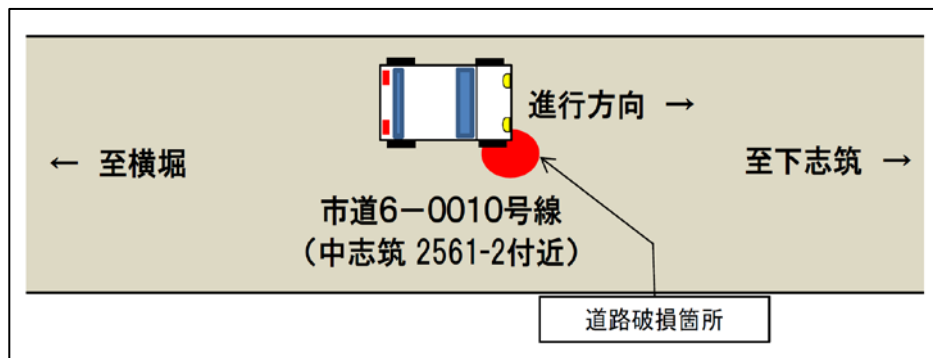 進行方向 →
← 至横堀
至下志筑 →
市道6－0010号線
（中志筑 2561-2付近）
道路破損箇所